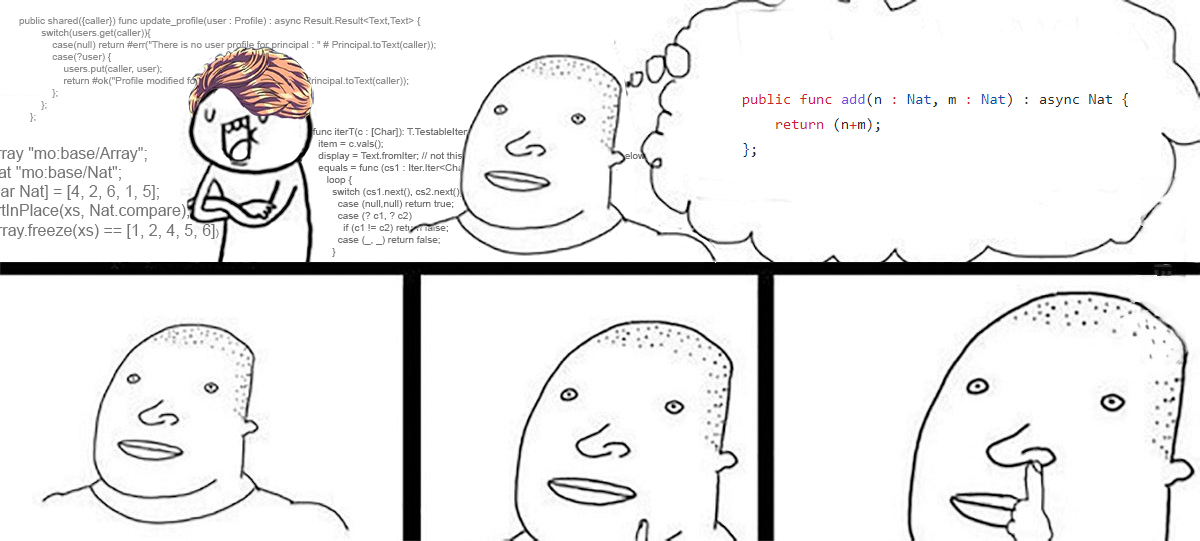 public shared({caller}) func update_profile(user : Profile) : async Result.Result<Text,Text> {
switch(users.get(caller)){
case(null) return #err("There is no user profile for principal : " # Principal.toText(caller));
case(?user) {
users.put(caller, user);
return #ok("Profile modified Principal.toText(caller));
};
};
};
rray "mo:base/Array";
at "mo:base/Nat";
ar Nat] = [4, 2, 6, 1, 5];
rtInPlace(xs, Nat.compare)
rray.freeze(xs) == [1, 2, 4, 5, 6]
func iterT(c : [Char]): T.TestableIter
item = c.vals();
display = Text.fromIter; // not this elow
equals = func (cs1 : Iter.Iter<Cha
loop {
switch (cs1.next(), cs2.next()
case (null,null) return true;
case (? c1, ? c2)
if (c1 != c2) return false;
case (_, _) return false;
}
public func add(n : Nat, m : Nat) : async Nat {
return (n+m);
};